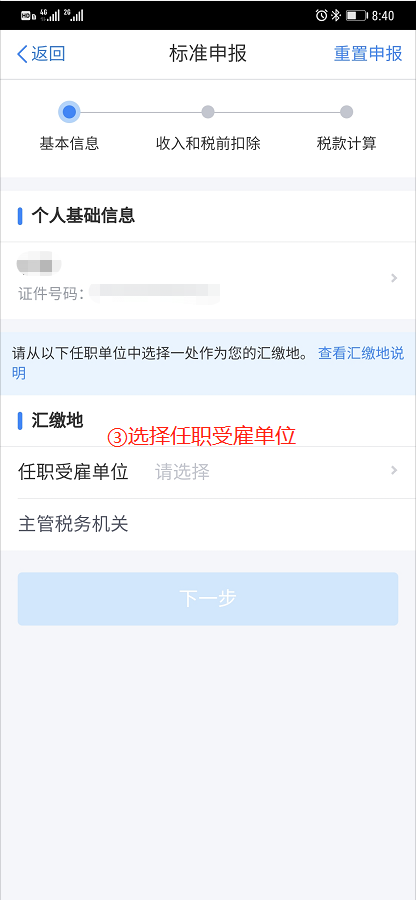 HD 4G 2G 8:40
返回 标准申报 重置申报
基本信息 收入和税前扣除 税款计算
个人基础信息
证件号码：
请从以下任职单位中选择一处作为您的汇缴地。 查看汇缴地说
明
汇缴地
③选择任职受雇单位
任职受雇单位 请选择
主管税务机关
下一步